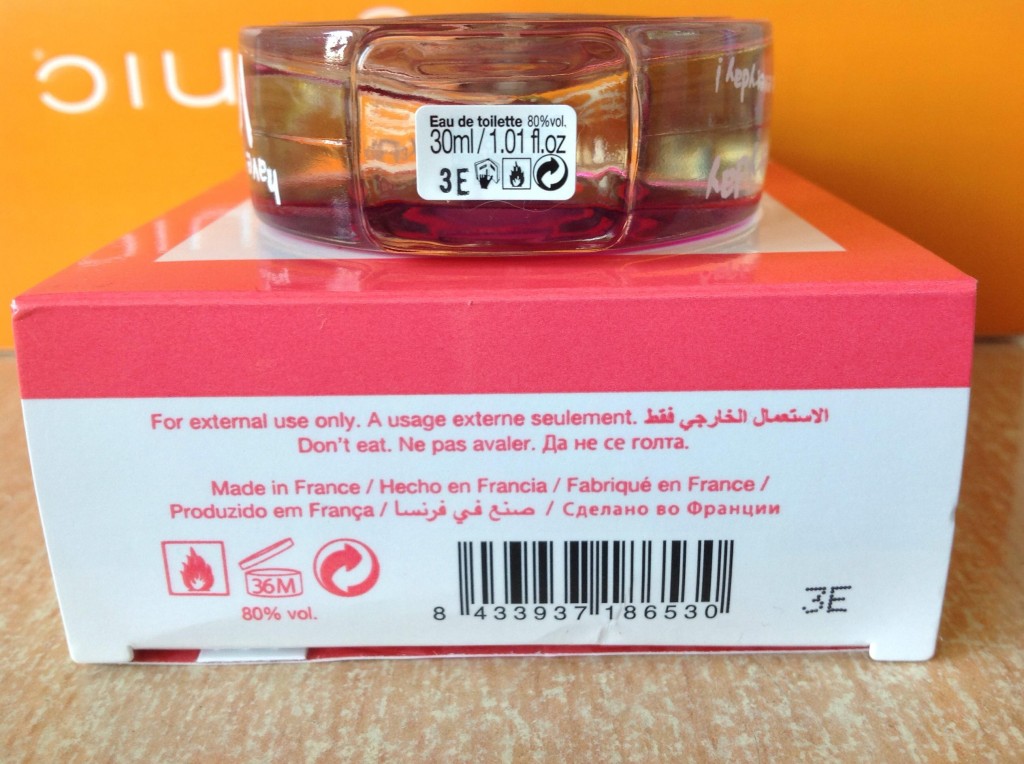 nic.
have
Eau de toilette 80%vol.
30ml/1.01 fl.oz
3E
For external use only. A usage externe seulement. الاستعمال الخارجي فقط
Don't eat. Ne pas avaler. Да не се голта.
Made in France / Hecho en Francia / Fabriqué en France /
Produzido em França / صنع في فرنسا / Сделано во Франции
36M
80% vol.
8 433937 186530
3E